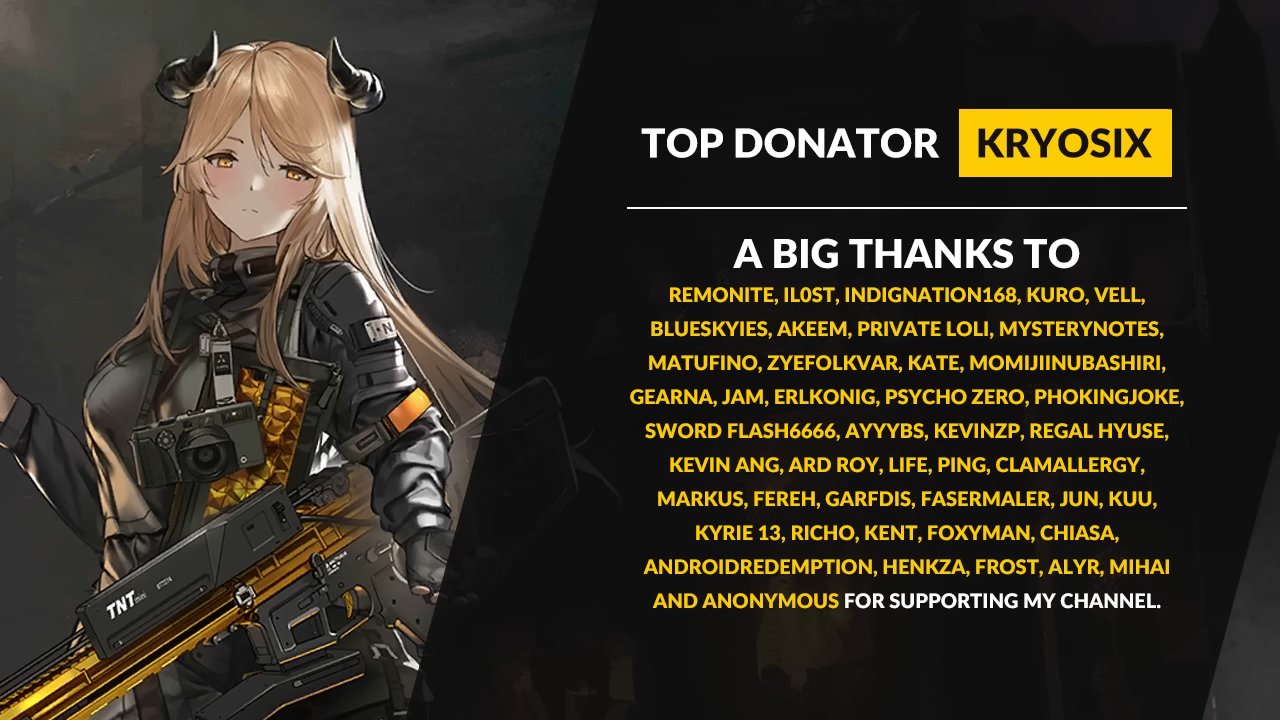 TOP DONATOR KRYOSIX
A BIG THANKS TO
REMONITE, IL0ST, INDIGNATION168, KURO, VELL,
BLUESKYIES, AKEEM, PRIVATE LOLI, MYSTERYNOTES,
MATUFINO, ZYEFOLKVAR, KATE, MOMIJIINUBASHIRI,
GEARNA, JAM, ERLKONIG, PSYCHO ZERO, PHOKINGJOKE,
SWORD FLASH6666, AYYYBS, KEVINZP, REGAL HYUSE,
KEVIN ANG, ARD ROY, LIFE, PING, CLAMALLERGY,
MARKUS, FEREH, GARFDIS, FASERMALER, JUN, KUU,
KYRIE 13, RICHO, KENT, FOXYMAN, CHIASA,
ANDROIDREDEMPTION, HENKZA, FROST, ALYR, MIHAI
AND ANONYMOUS FOR SUPPORTING MY CHANNEL.
TNT mini